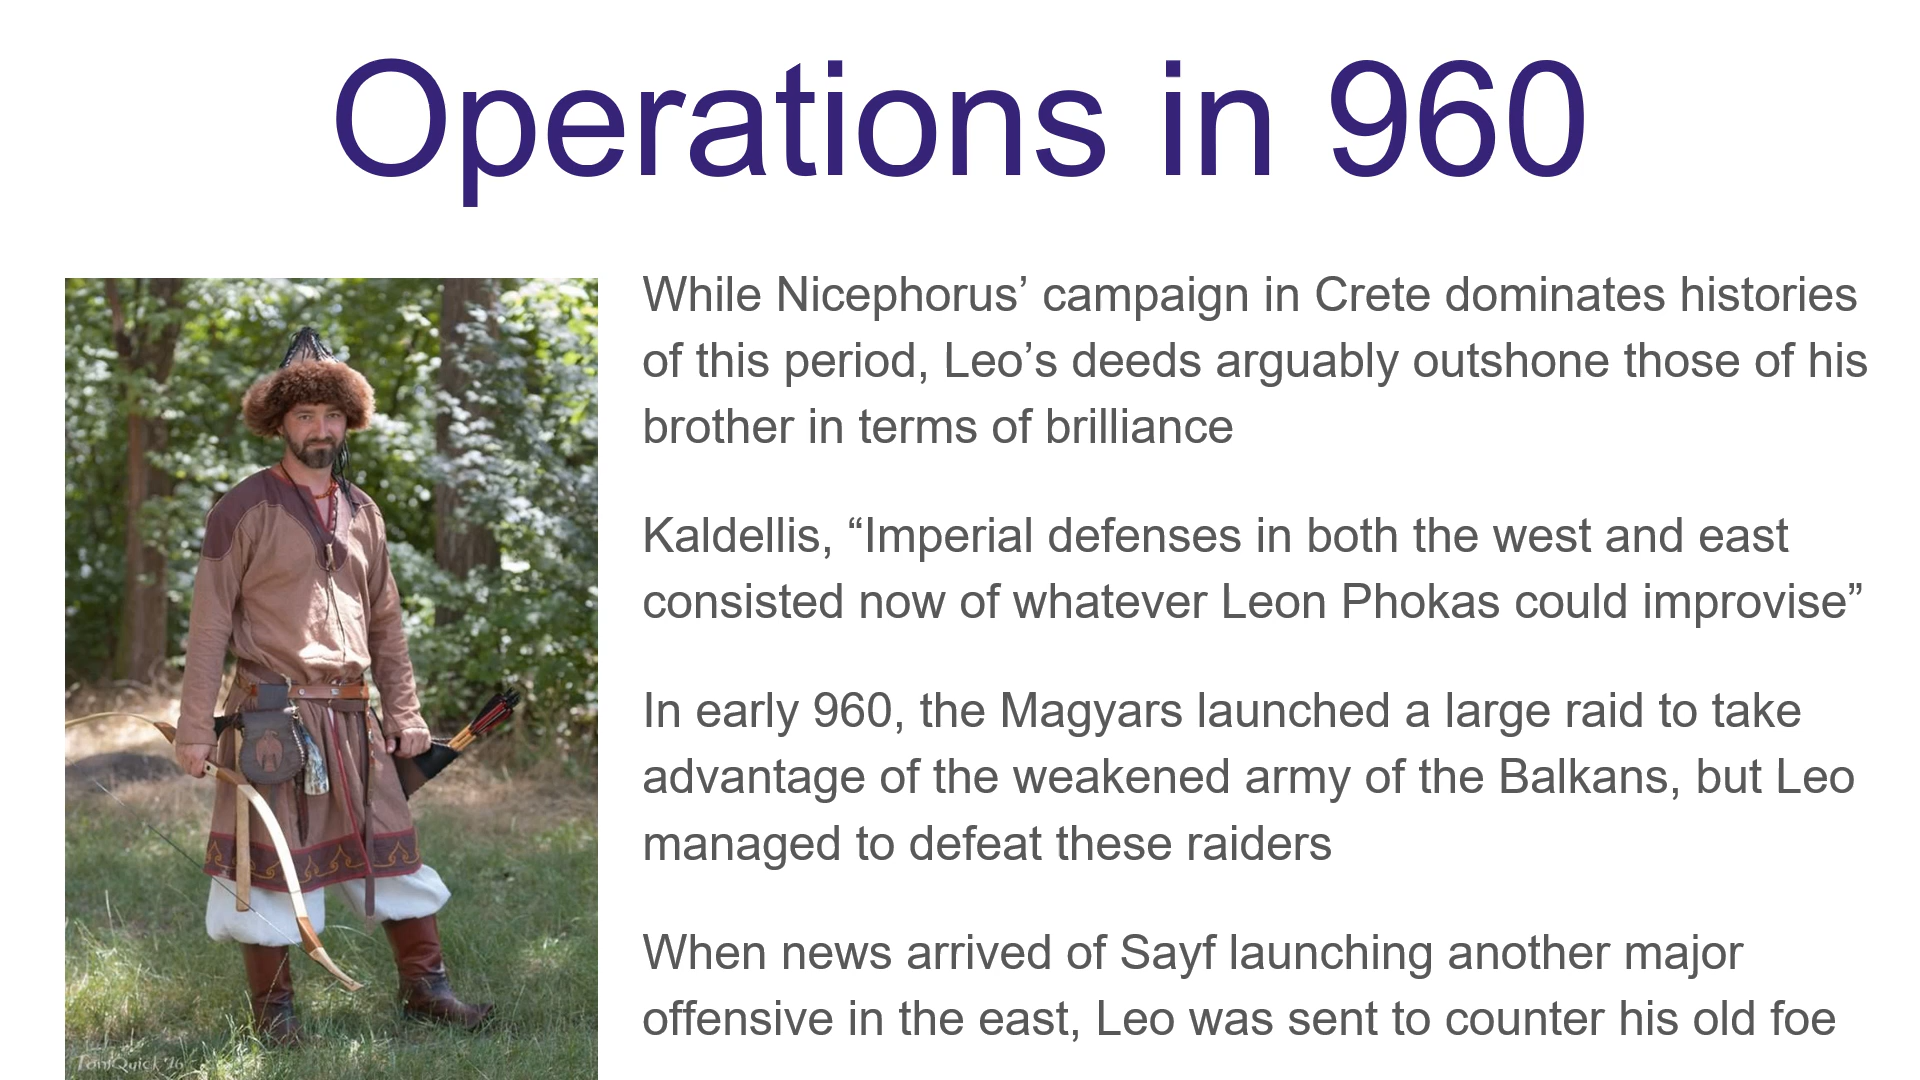 Operations in 960
While Nicephorus’ campaign in Crete dominates histories
of this period, Leo’s deeds arguably outshone those of his
brother in terms of brilliance
Kaldellis, “Imperial defenses in both the west and east
consisted now of whatever Leon Phokas could improvise”
In early 960, the Magyars launched a large raid to take
advantage of the weakened army of the Balkans, but Leo
managed to defeat these raiders
When news arrived of Sayf launching another major
offensive in the east, Leo was sent to counter his old foe